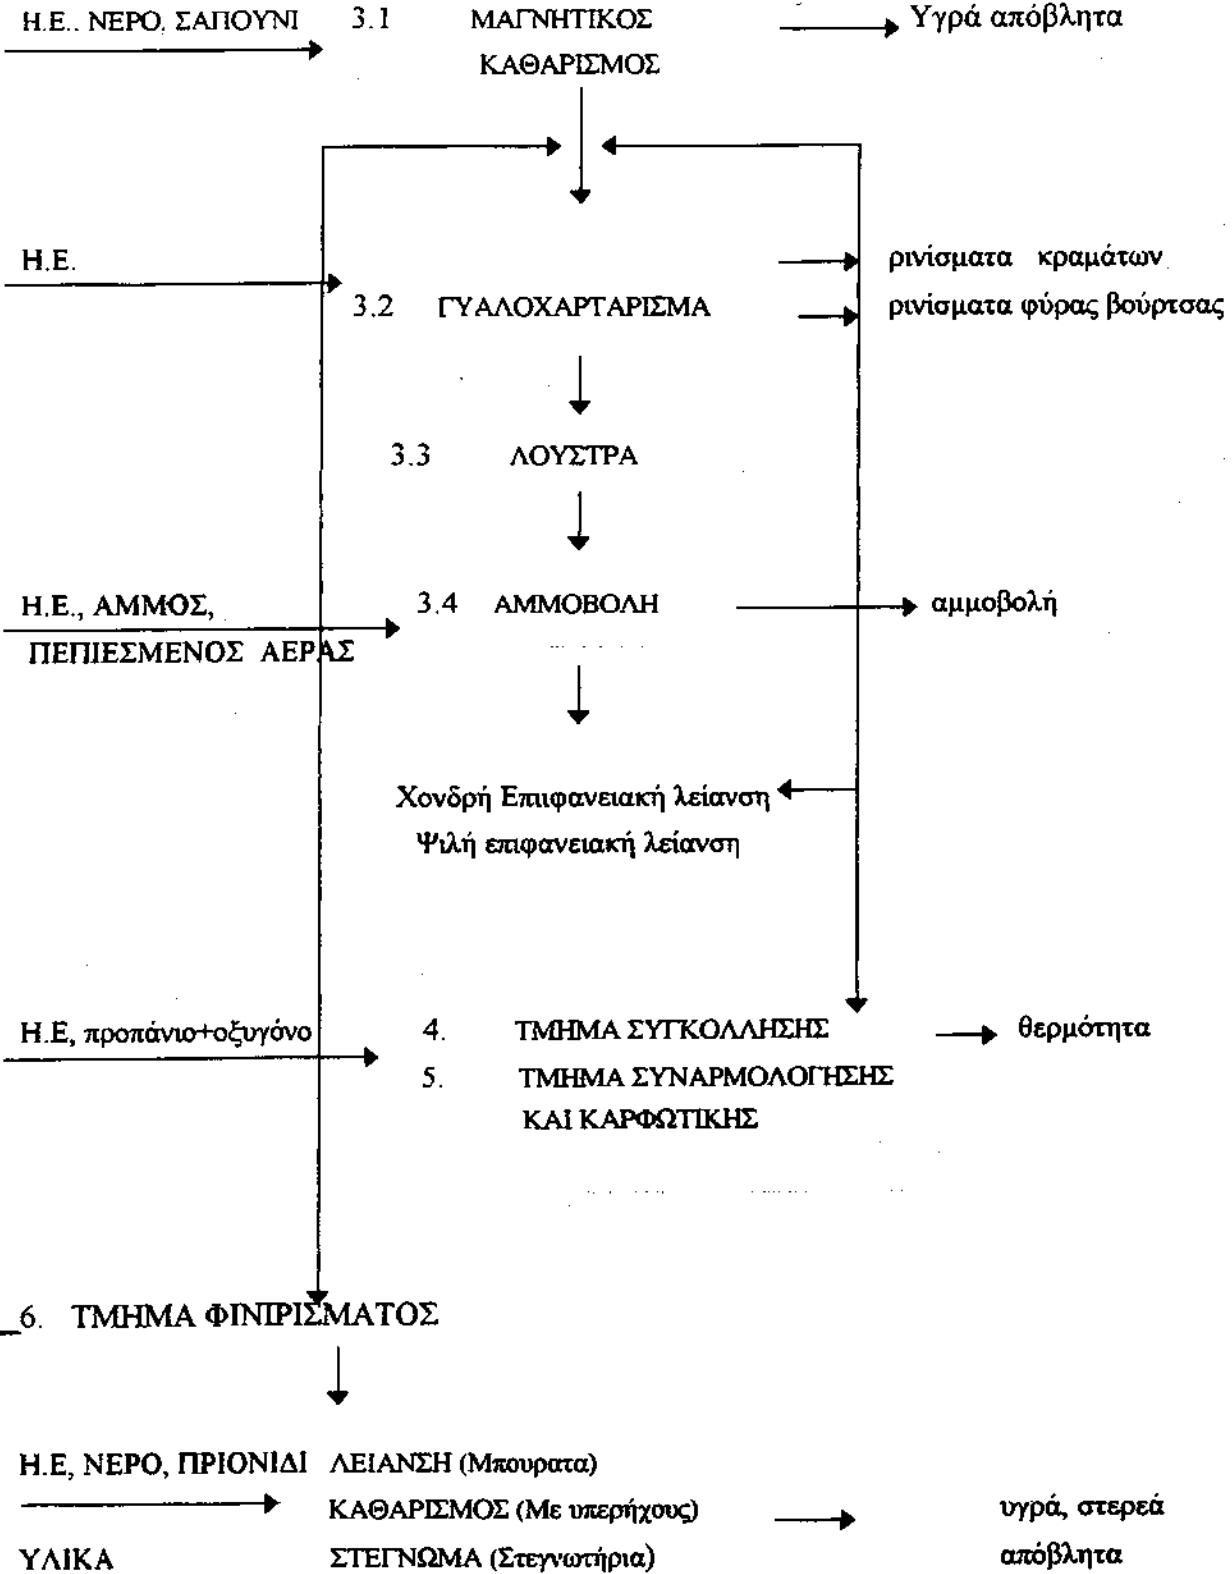 Η.Ε.. ΝΕΡΟ, ΣΑΠΟΥΝΙ 3.1 ΜΑΓΝΗΤΙΚΟΣ Υγρά απόβλητα
ΚΑΘΑΡΙΣΜΟΣ
Η.Ε. ρινίσματα κραμάτων
3.2 ΓΥΑΛΟΧΑΡΤΑΡΙΣΜΑ ρινίσματα φύρας βούρτσας
3.3 ΛΟΥΣΤΡΑ
Η.Ε., ΑΜΜΟΣ, 3.4 ΑΜΜΟΒΟΛΗ αμμοβολή
ΠΕΠΙΕΣΜΕΝΟΣ ΑΕΡΑΣ
Χονδρή Επιιφανειακή λείανση
Ψιλή επιφανειακή λείανση
Η.Ε, προπάνιο+οξυγόνο 4. ΤΜΗΜΑ ΣΥΓΚΟΛΛΗΣΗΣ θερμότητα
5. ΤΜΗΜΑ ΣΥΝΑΡΜΟΛΟΓΗΣΗΣ
ΚΑΙ ΚΑΡΦΩΤΙΚΗΣ
6. ΤΜΗΜΑ ΦΙΝΙΡΙΣΜΑΤΟΣ
Η.Ε, ΝΕΡΟ, ΠΡΙΟΝΙΔΙ ΛΕΙΑΝΣΗ (Μπουρατα)
ΚΑΘΑΡΙΣΜΟΣ (Με υπερήχους) υγρά, στερεά
ΥΛΙΚΑ ΣΤΕΓΝΩΜΑ (Στεγνωτήρια) απόβλητα